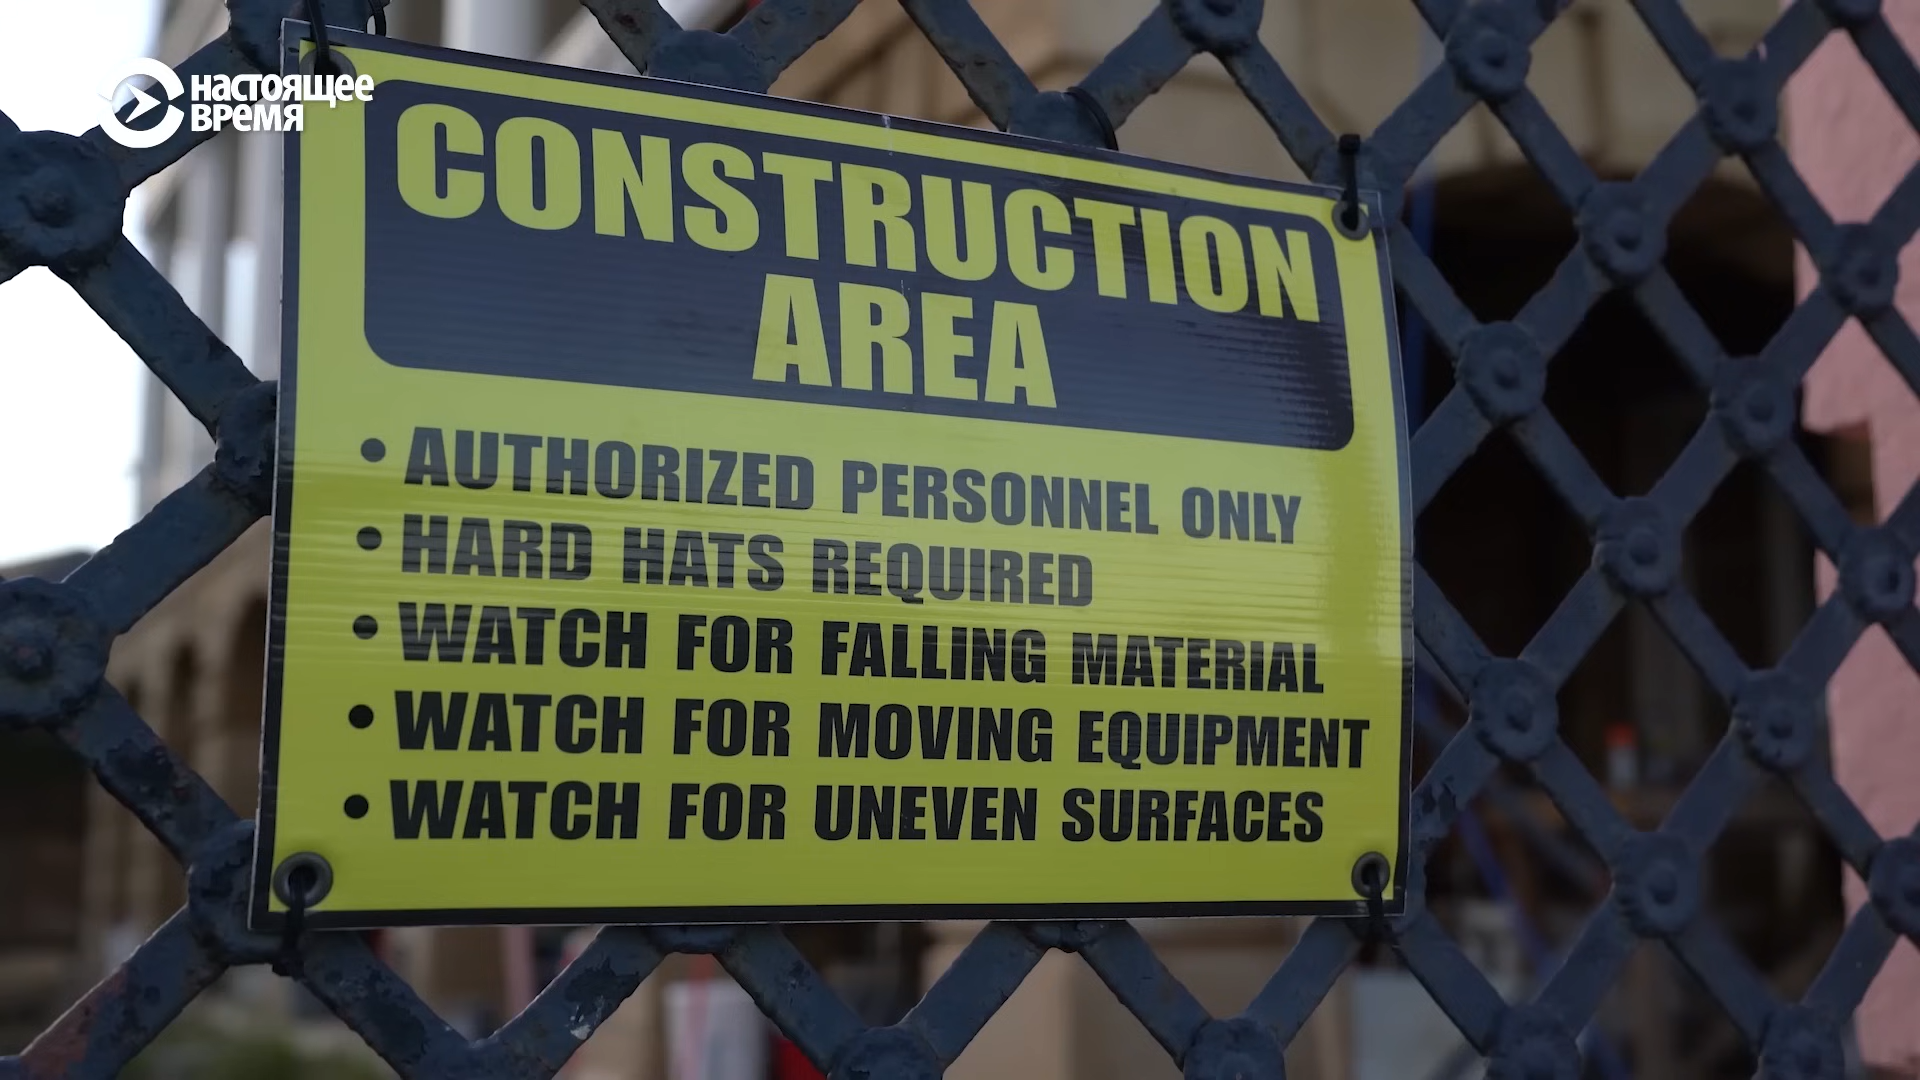 НАСТОЯЩЕЕ
ВРЕМЯ
CONSTRUCTION
AREA
• AUTHORIZED PERSONNEL ONLY
• HARD HATS REQUIRED
• WATCH FOR FALLING MATERIAL
• WATCH FOR MOVING EQUIPMENT
• WATCH FOR UNEVEN SURFACES